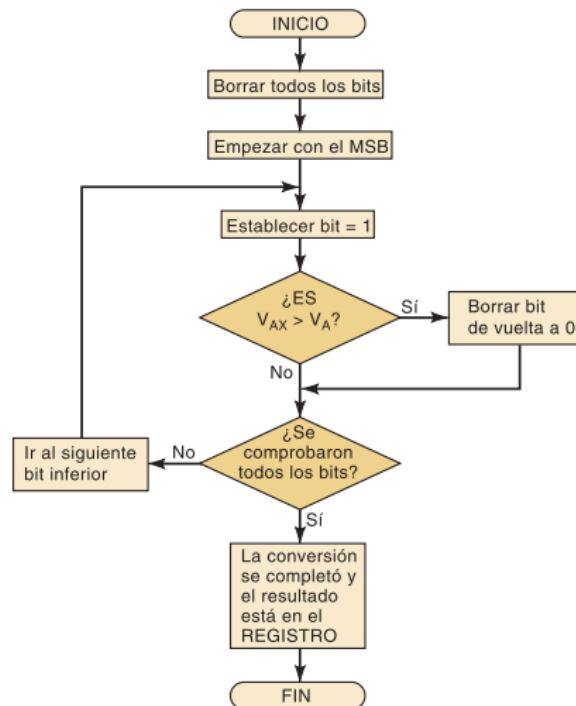 INICIO
Borrar todos los bits
Empezar con el MSB
Establecer bit = 1
¿ES
V_AX > V_A?
Sí
Borrar bit
de vuelta a 0
No
¿Se
comprobaron
todos los bits?
No
Ir al siguiente
bit inferior
Sí
La conversión
se completó y
el resultado
está en el
REGISTRO
FIN